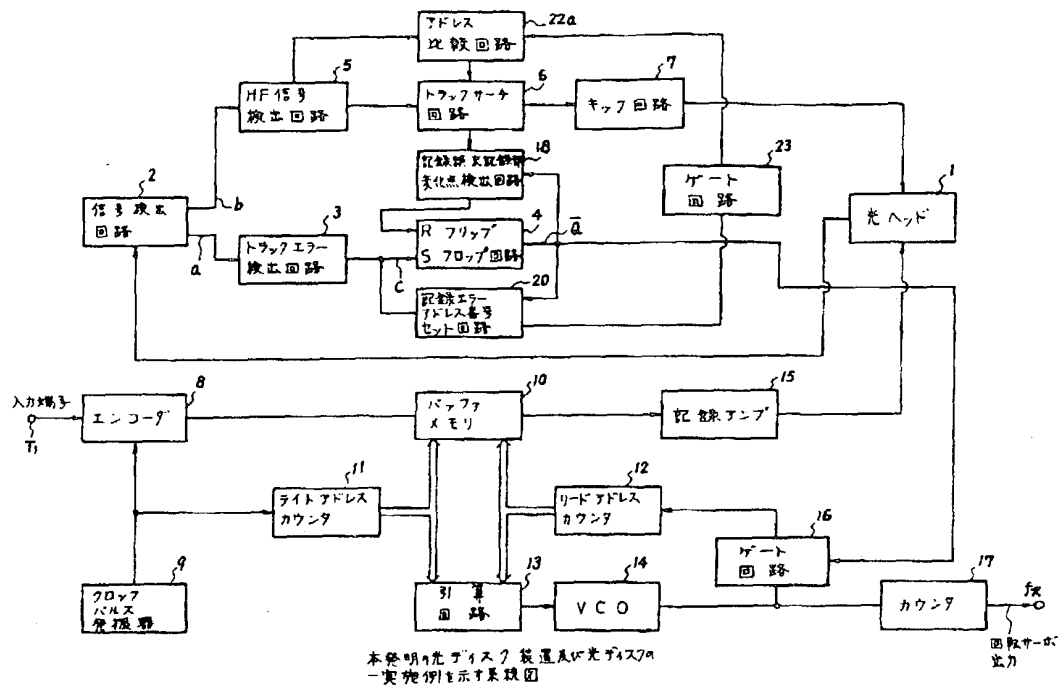 アドレス
比較回路
22a
5
HF信号
検出回路
6
トラックサーチ
回路
7
キック回路
18
記録部未記録部
変化点検出回路
23
ゲート
回路
1
光ヘッド
2
信号検出
回路
b
a
3
トラックエラー
検出回路
4
R フリップ
S フロップ回路
c
a
20
記録エラー
アドレス番号
セット回路
入力端子
T1
8
エンコーダ
10
バッファ
メモリ
15
記録アンプ
11
ライトアドレス
カウンタ
12
リードアドレス
カウンタ
16
ゲート
回路
9
クロック
パルス
発振器
13
引算
回路
14
VCO
17
カウンタ
回転サーボ
出力
本発明の光ディスク装置及び光ディスクの
一実施例を示す系統図